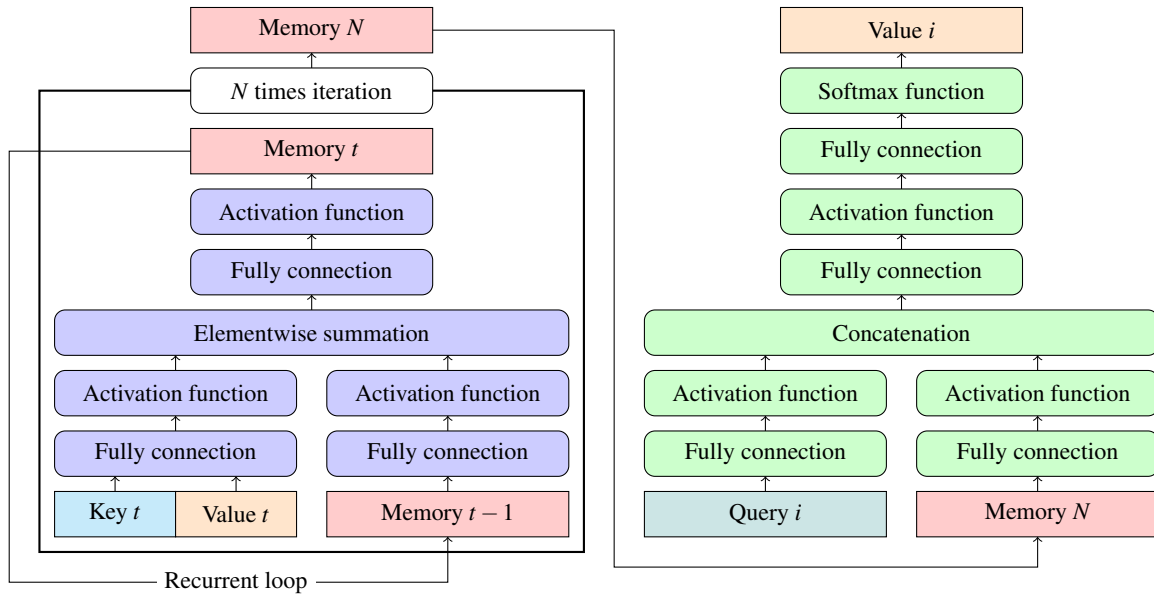 Memory N
N times iteration
Memory t
Activation function
Fully connection
Elementwise summation
Activation function
Activation function
Fully connection
Fully connection
Key t
Value t
Memory t − 1
Recurrent loop
Value i
Softmax function
Fully connection
Activation function
Fully connection
Concatenation
Activation function
Activation function
Fully connection
Fully connection
Query i
Memory N